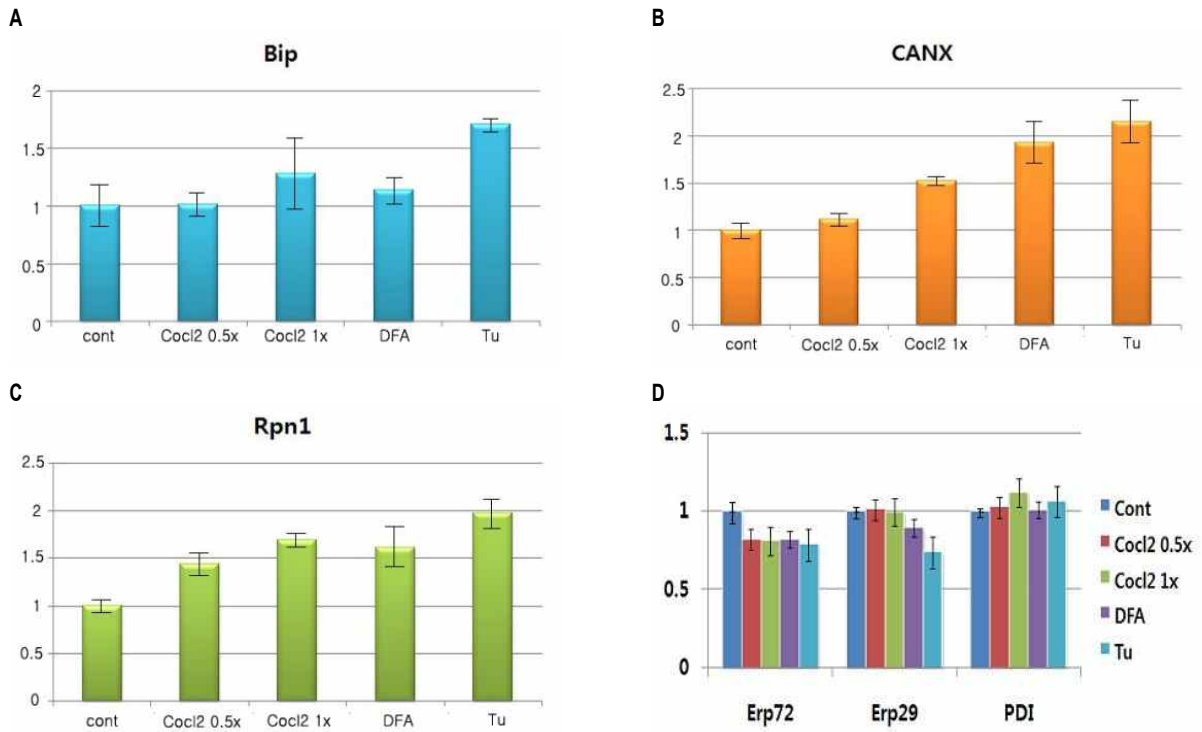 A
Bip
2
1.5
1
0.5
0
cont Cocl2 0.5x Cocl2 1x DFA Tu
B
CANX
2.5
2
1.5
1
0.5
0
cont Cocl2 0.5x Cocl2 1x DFA Tu
C
Rpn1
2.5
2
1.5
1
0.5
0
cont Cocl2 0.5x Cocl2 1x DFA Tu
D
1.5
1
0.5
0
Erp72 Erp29 PDI
Cont
Cocl2 0.5x
Cocl2 1x
DFA
Tu